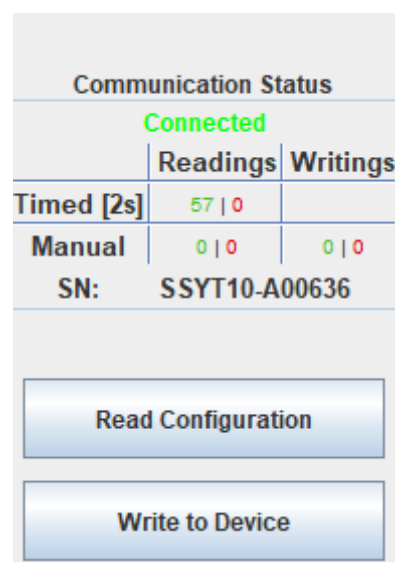 Communication Status
Connected
Readings Writings
Timed [2s] 57 | 0
Manual 0 | 0 0 | 0
SN: SSYT10-A00636
Read Configuration
Write to Device